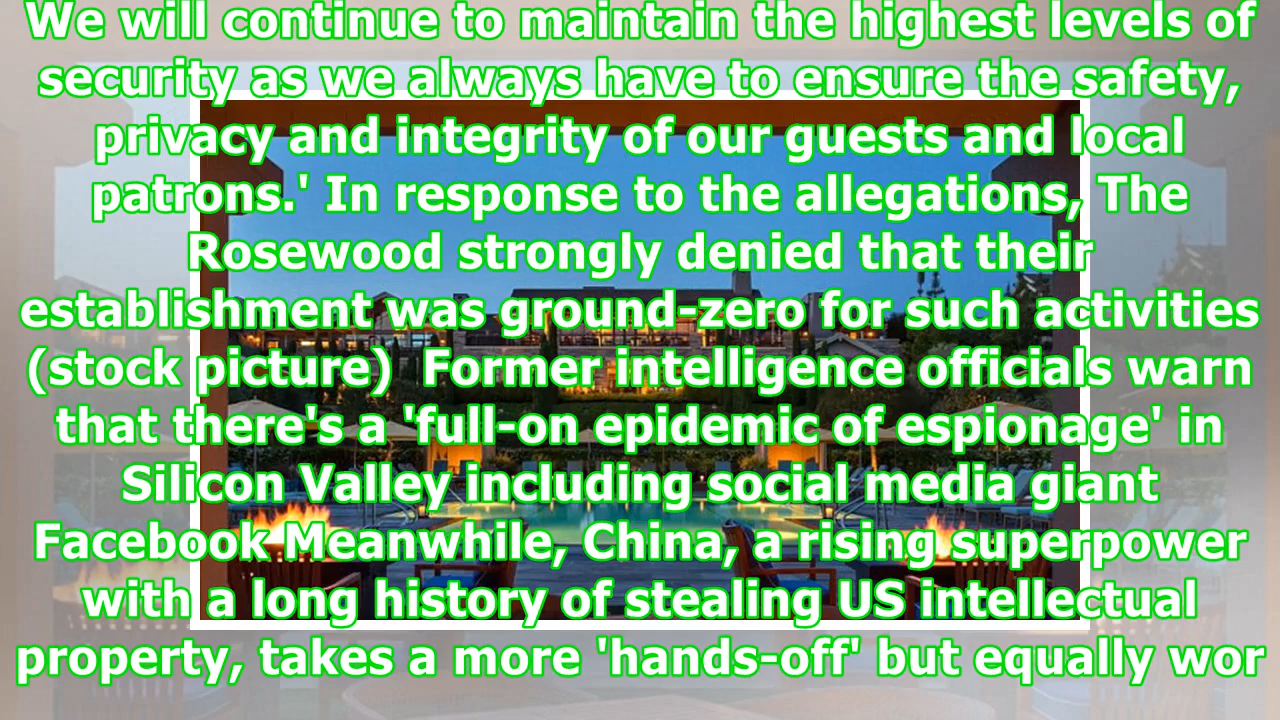 We will continue to maintain the highest levels of
security as we always have to ensure the safety,
privacy and integrity of our guests and local
patrons.' In response to the allegations, The
Rosewood strongly denied that their
establishment was ground-zero for such activities
(stock picture)  Former intelligence officials warn
that there's a 'full-on epidemic of espionage' in
Silicon Valley including social media giant
Facebook Meanwhile, China, a rising superpower
with a long history of stealing US intellectual
property, takes a more 'hands-off' but equally wor